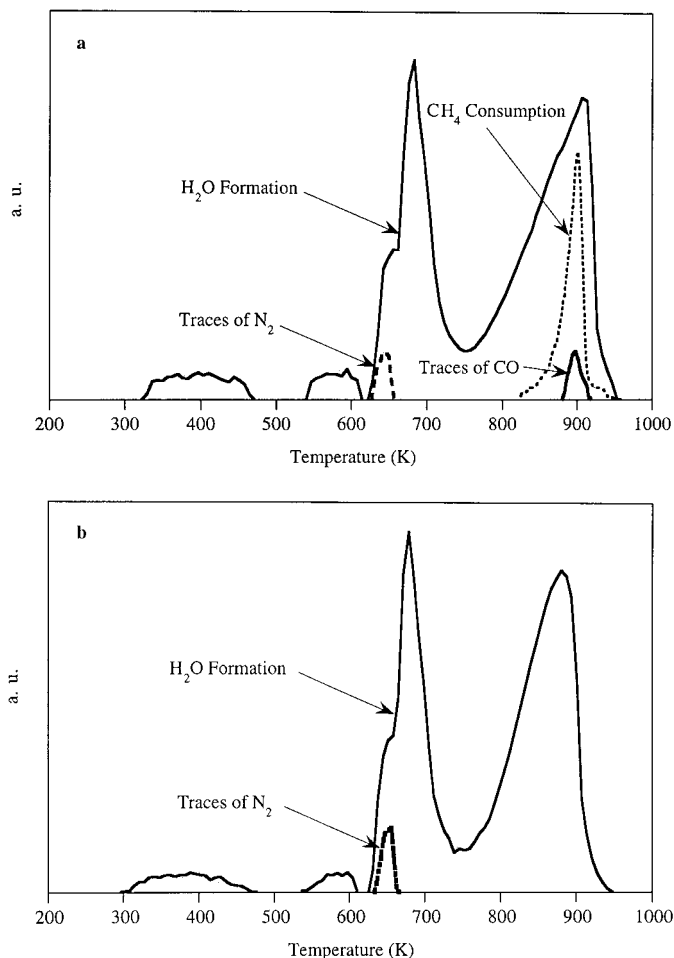 a
CH4 Consumption
H2O Formation
a. u.
Traces of N2
Traces of CO
200 300 400 500 600 700 800 900 1000
Temperature (K)
b
H2O Formation
a. u.
Traces of N2
200 300 400 500 600 700 800 900 1000
Temperature (K)